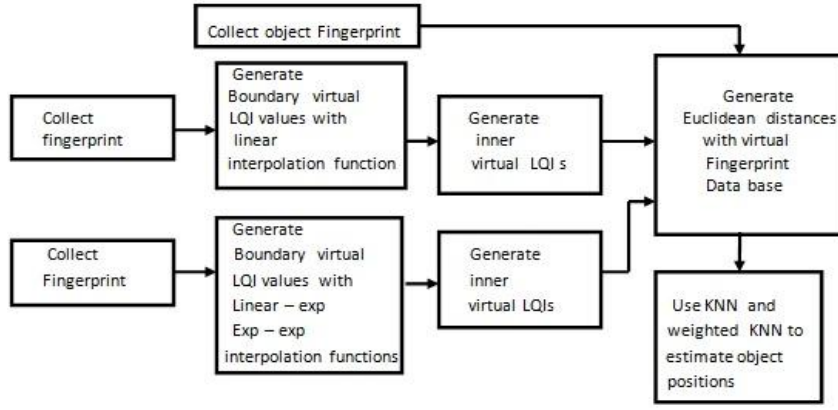 Collect object Fingerprint
Collect
fingerprint
Generate
Boundary virtual
LQI values with
linear
interpolation function
Generate
inner
virtual LQI s
Generate
Euclidean distances
with virtual
Fingerprint
Data base
Collect
Fingerprint
Generate
Boundary virtual
LQI values with
Linear – exp
Exp – exp
interpolation functions
Generate
inner
virtual LQIs
Use KNN and
weighted KNN to
estimate object
positions